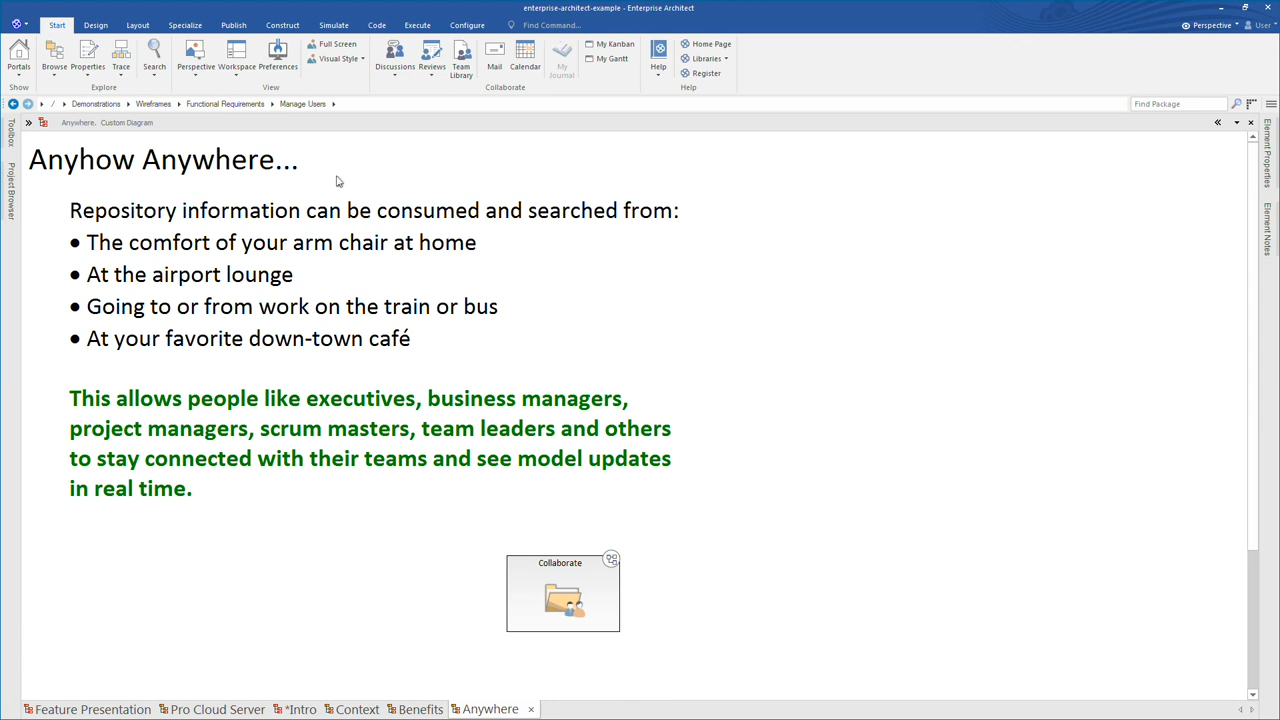 enterprise-architect-example - Enterprise Architect
Start Design Layout Specialize Publish Construct Simulate Code Execute Configure Find Command... Perspective User
Portals Browse Properties Trace Search Perspective Workspace Preferences Full Screen Visual Style Discussions Reviews Team Library Mail Calendar My Journal My Kanban My Gantt Help Home Page Libraries Register
Show Explore View Collaborate Help
/ Demonstrations Wireframes Functional Requirements Manage Users Find Package
Anywhere. Custom Diagram
Toolbox
Project Browser
Element Properties
Element Notes
Anyhow Anywhere...
Repository information can be consumed and searched from:
• The comfort of your arm chair at home
• At the airport lounge
• Going to or from work on the train or bus
• At your favorite down-town café
This allows people like executives, business managers,
project managers, scrum masters, team leaders and others
to stay connected with their teams and see model updates
in real time.
Collaborate
Feature Presentation Pro Cloud Server *Intro Context Benefits Anywhere